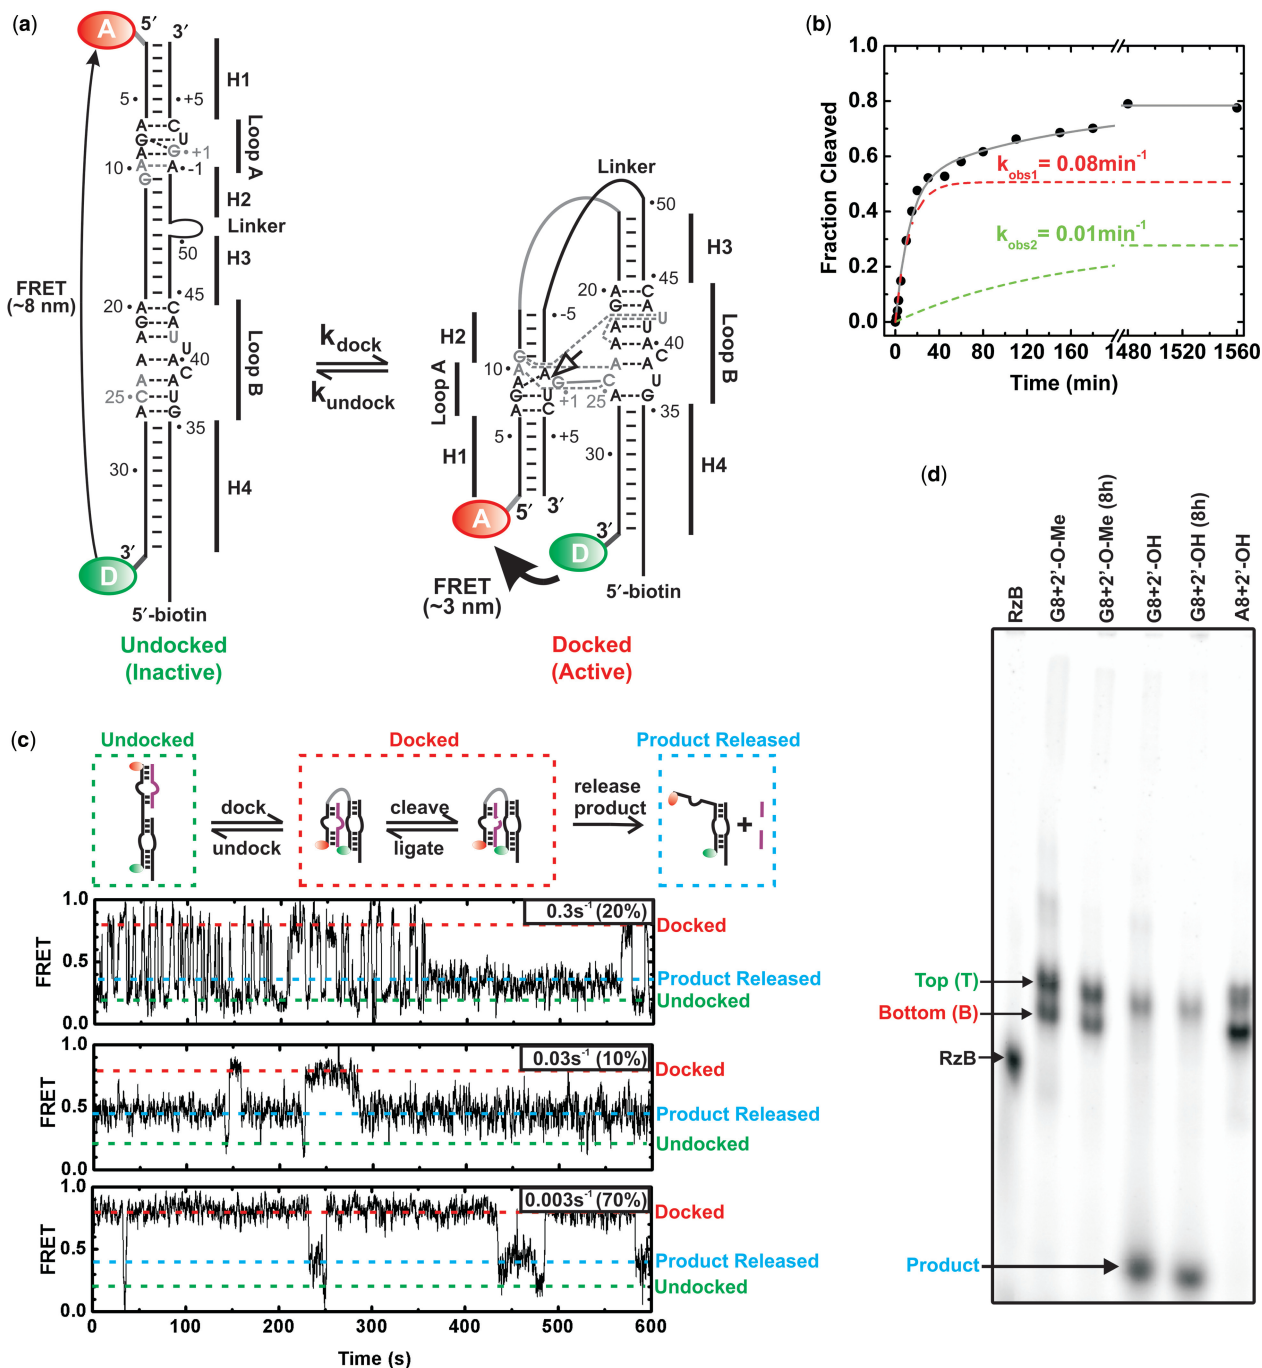 (a)
A
5′
3′
H1
5
+5
A
C
G
U
A
G
+1
10
A
A
-1
G
Loop A
H2
Linker
50
H3
FRET
(~8 nm)
20
45
A
C
G
A
A
U
A
U
40
A
A
A
C
25
C
U
A
G
Loop B
35
30
H4
3′
D
5′-biotin
Undocked
(Inactive)
kdock
kundock
Linker
50
H3
45
20
A
C
G
A
A
U
U
A
A
40
A
C
A
C
U
25
A
G
35
Loop B
-5
H2
G
10
A
A
A
G
+1
G
U
A
C
Loop A
5
+5
H1
30
H4
A
5′
3′
3′
D
FRET
(~3 nm)
5′-biotin
Docked
(Active)
(b)
Fraction Cleaved
1.0
0.8
0.6
0.4
0.2
0.0
kobs1= 0.08min-1
kobs2= 0.01min-1
0 40 80 120 160 1480 1520 1560
Time (min)
(c)
Undocked
Docked
Product Released
dock
undock
cleave
ligate
release
product
+
1.0
0.5
0.0
FRET
0.3s-1 (20%)
Docked
Product Released
Undocked
1.0
0.5
0.0
FRET
0.03s-1 (10%)
Docked
Product Released
Undocked
1.0
0.5
0.0
FRET
0.003s-1 (70%)
Docked
Product Released
Undocked
0 100 200 300 400 500 600
Time (s)
(d)
RzB
G8+2'-O-Me
G8+2'-O-Me (8h)
G8+2'-OH
G8+2'-OH (8h)
A8+2'-OH
Top (T)
Bottom (B)
RzB
Product